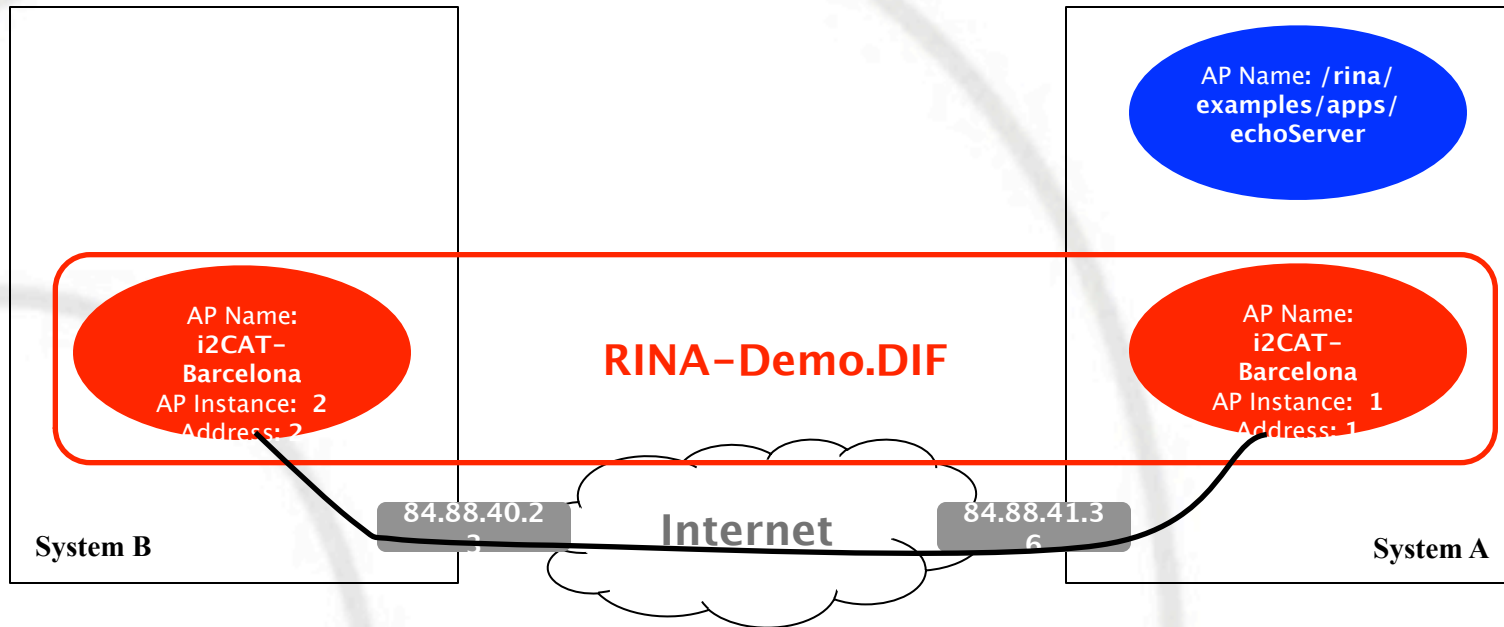 AP Name: /rina/
examples/apps/
echoServer
AP Name:
i2CAT-
Barcelona
AP Instance: 2
Address: 2
RINA-Demo.DIF
AP Name:
i2CAT-
Barcelona
AP Instance: 1
Address: 1
84.88.40.2
3
Internet
84.88.41.3
6
System B
System A